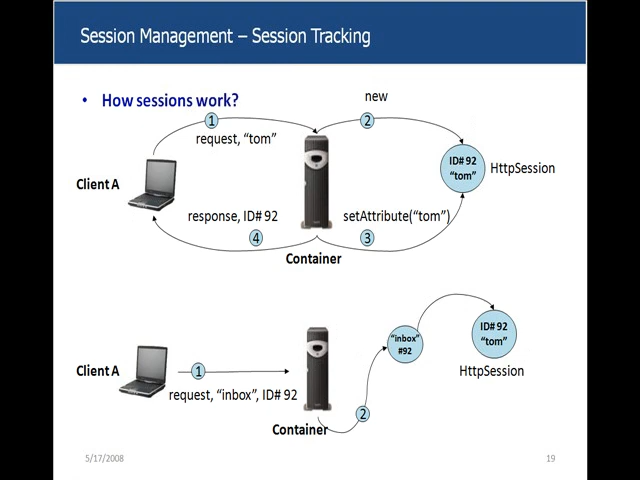 Session Management – Session Tracking
• How sessions work?
new
1
2
request, “tom”
ID# 92
“tom”
HttpSession
Client A
response, ID# 92
setAttribute(“tom”)
4
3
Container
“inbox”
#92
ID# 92
“tom”
HttpSession
Client A
1
request, “inbox”, ID# 92
2
Container
5/17/2008
19